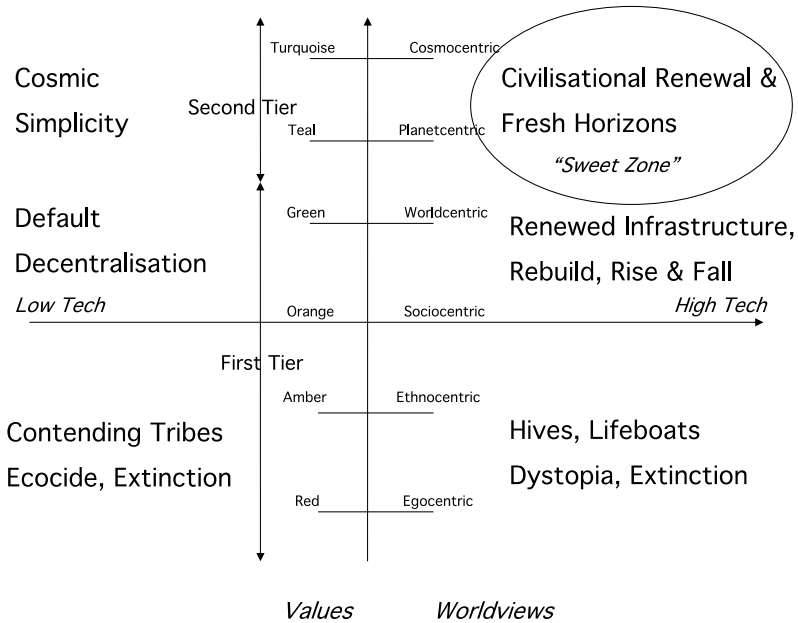 Turquoise
Cosmocentric
Cosmic
Simplicity
Second Tier
Civilisational Renewal &
Fresh Horizons
Teal
Planetcentric
“Sweet Zone”
Default
Decentralisation
Green
Worldcentric
Renewed Infrastructure,
Rebuild, Rise & Fall
Low Tech
Orange
Sociocentric
High Tech
First Tier
Amber
Ethnocentric
Contending Tribes
Ecocide, Extinction
Hives, Lifeboats
Dystopia, Extinction
Red
Egocentric
Values
Worldviews